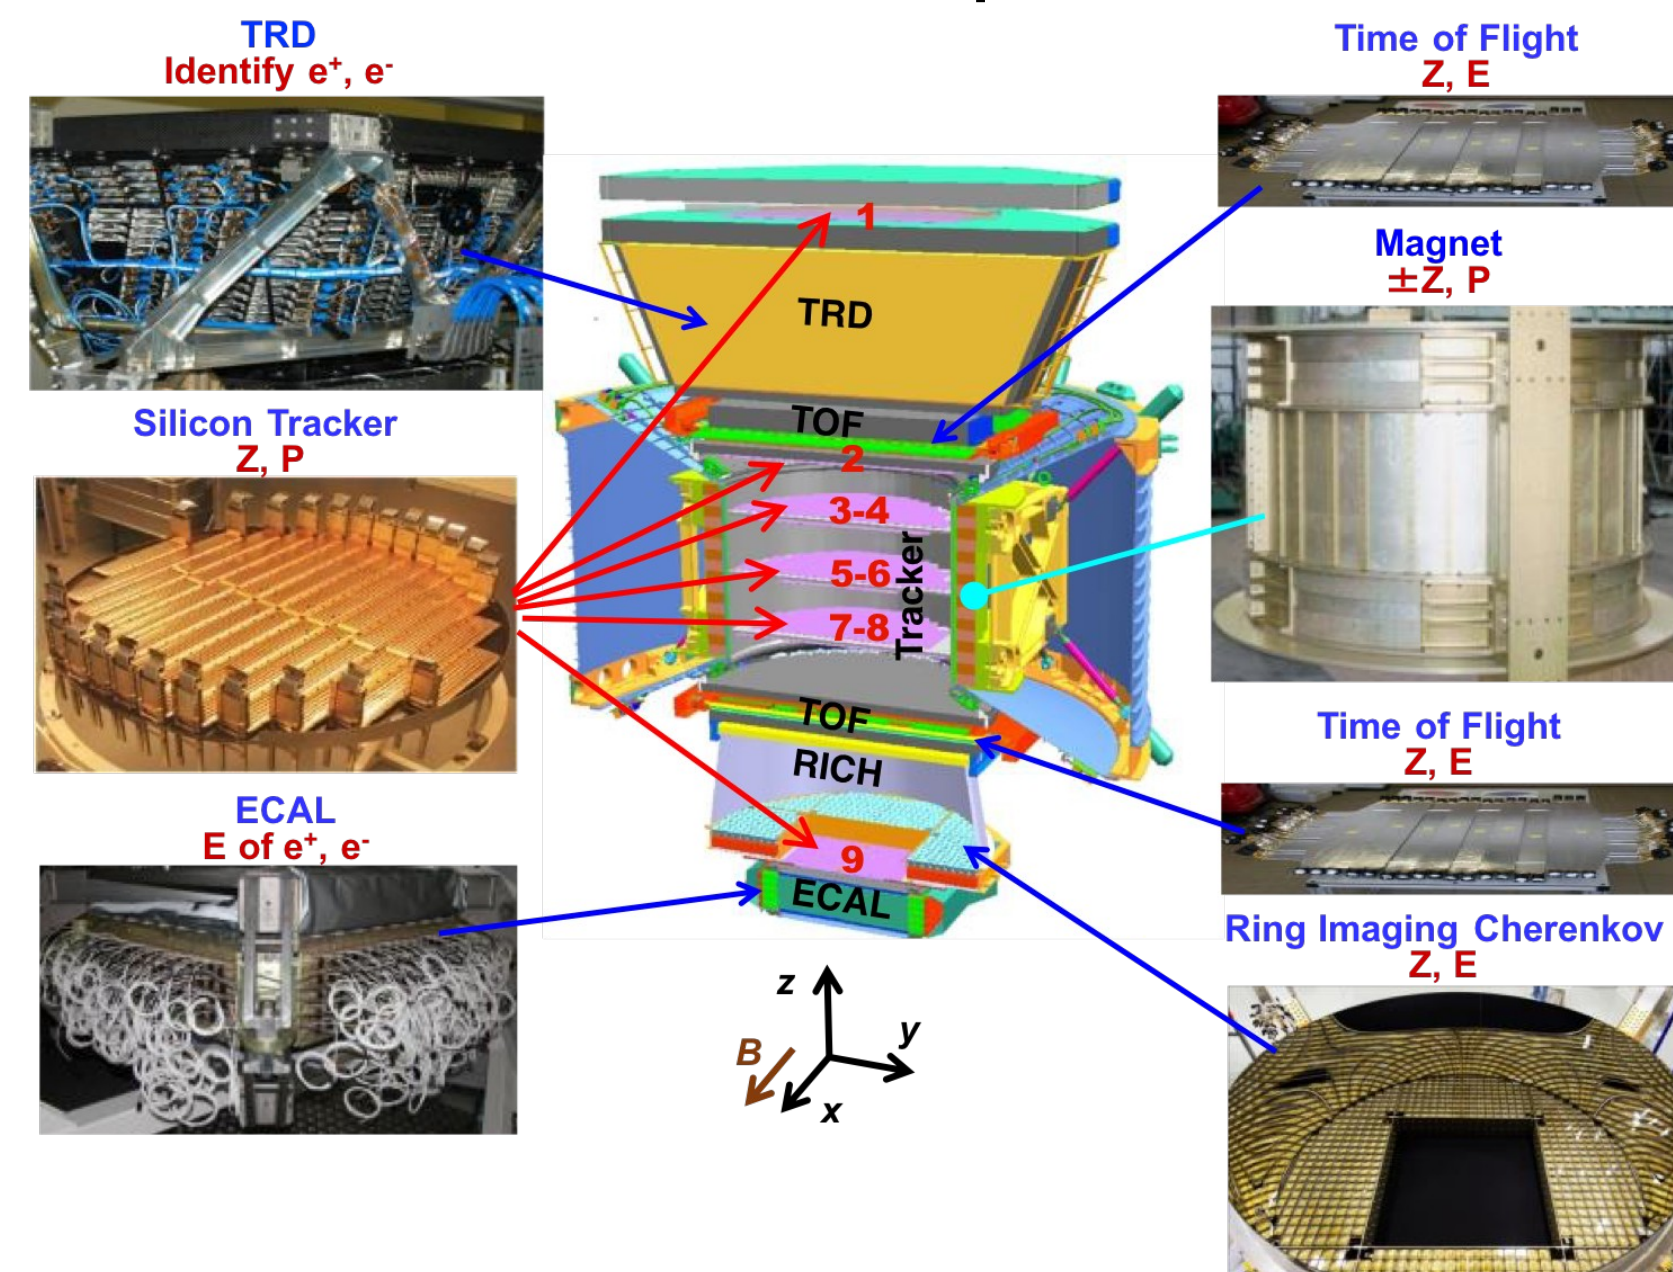 TRD
Identify e⁺, e⁻
Silicon Tracker
Z, P
ECAL
E of e⁺, e⁻
1
TRD
TOF
2
3-4
5-6
7-8
Tracker
TOF
RICH
9
ECAL
z
y
B
x
Time of Flight
Z, E
Magnet
±Z, P
Time of Flight
Z, E
Ring Imaging Cherenkov
Z, E